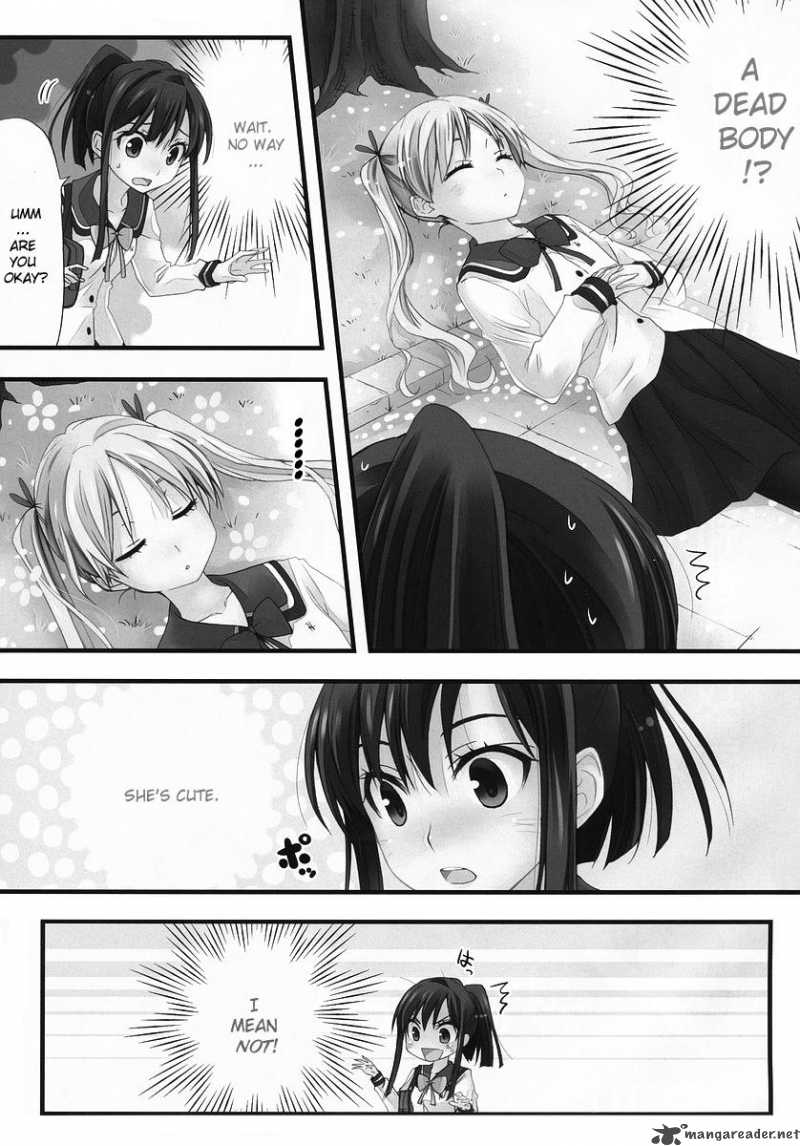 A
DEAD
BODY
!?
WAIT.
NO WAY
...
UMM
...
ARE
YOU
OKAY?
SHE'S CUTE.
ポッ
はっ
I
MEAN
NOT!
mangareader.net